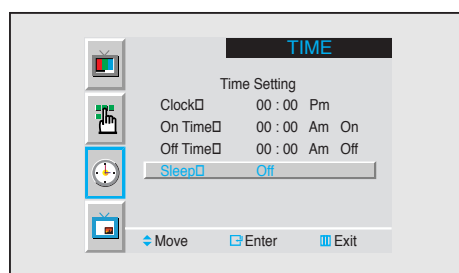 TIME
Time Setting
Clock□ 00 : 00 Pm
On Time□ 00 : 00 Am On
Off Time□ 00 : 00 Am Off
Sleep□ Off
Move Enter Exit